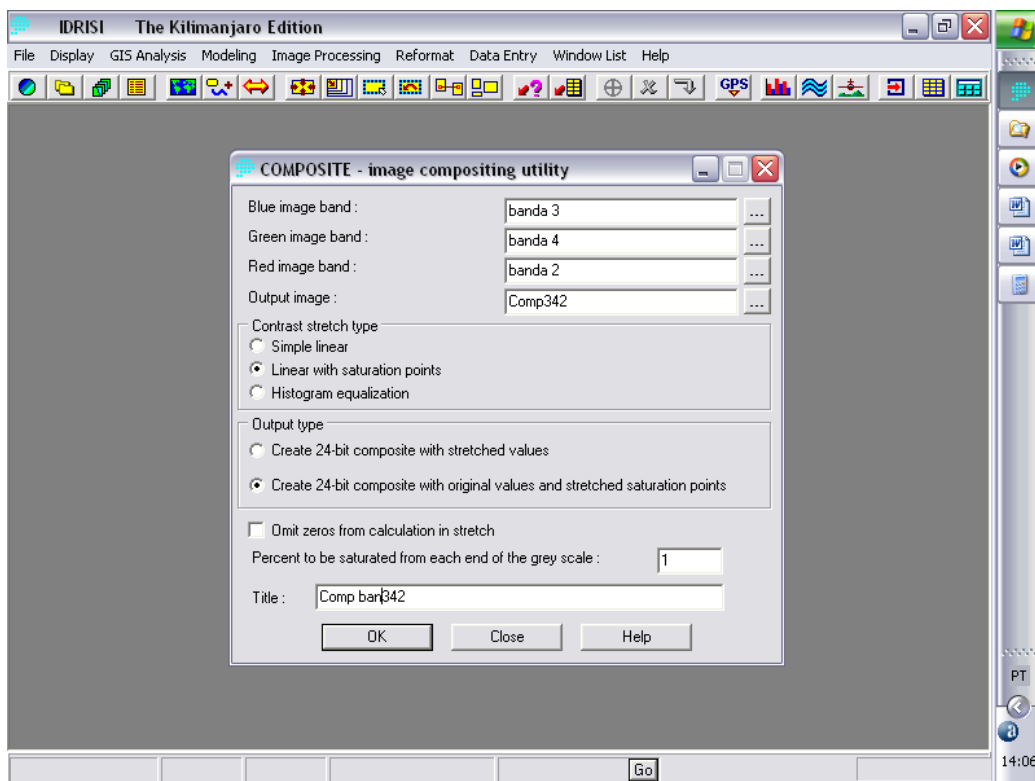 IDRISI The Kilimanjaro Edition
File Display GIS Analysis Modeling Image Processing Reformat Data Entry Window List Help
GPS
COMPOSITE - image compositing utility
Blue image band :
banda 3
...
Green image band :
banda 4
...
Red image band :
banda 2
...
Output image :
Comp342
...
Contrast stretch type
Simple linear
Linear with saturation points
Histogram equalization
Output type
Create 24-bit composite with stretched values
Create 24-bit composite with original values and stretched saturation points
Omit zeros from calculation in stretch
Percent to be saturated from each end of the grey scale :
1
Title :
Comp ban342
OK Close Help
Go
PT
14:06